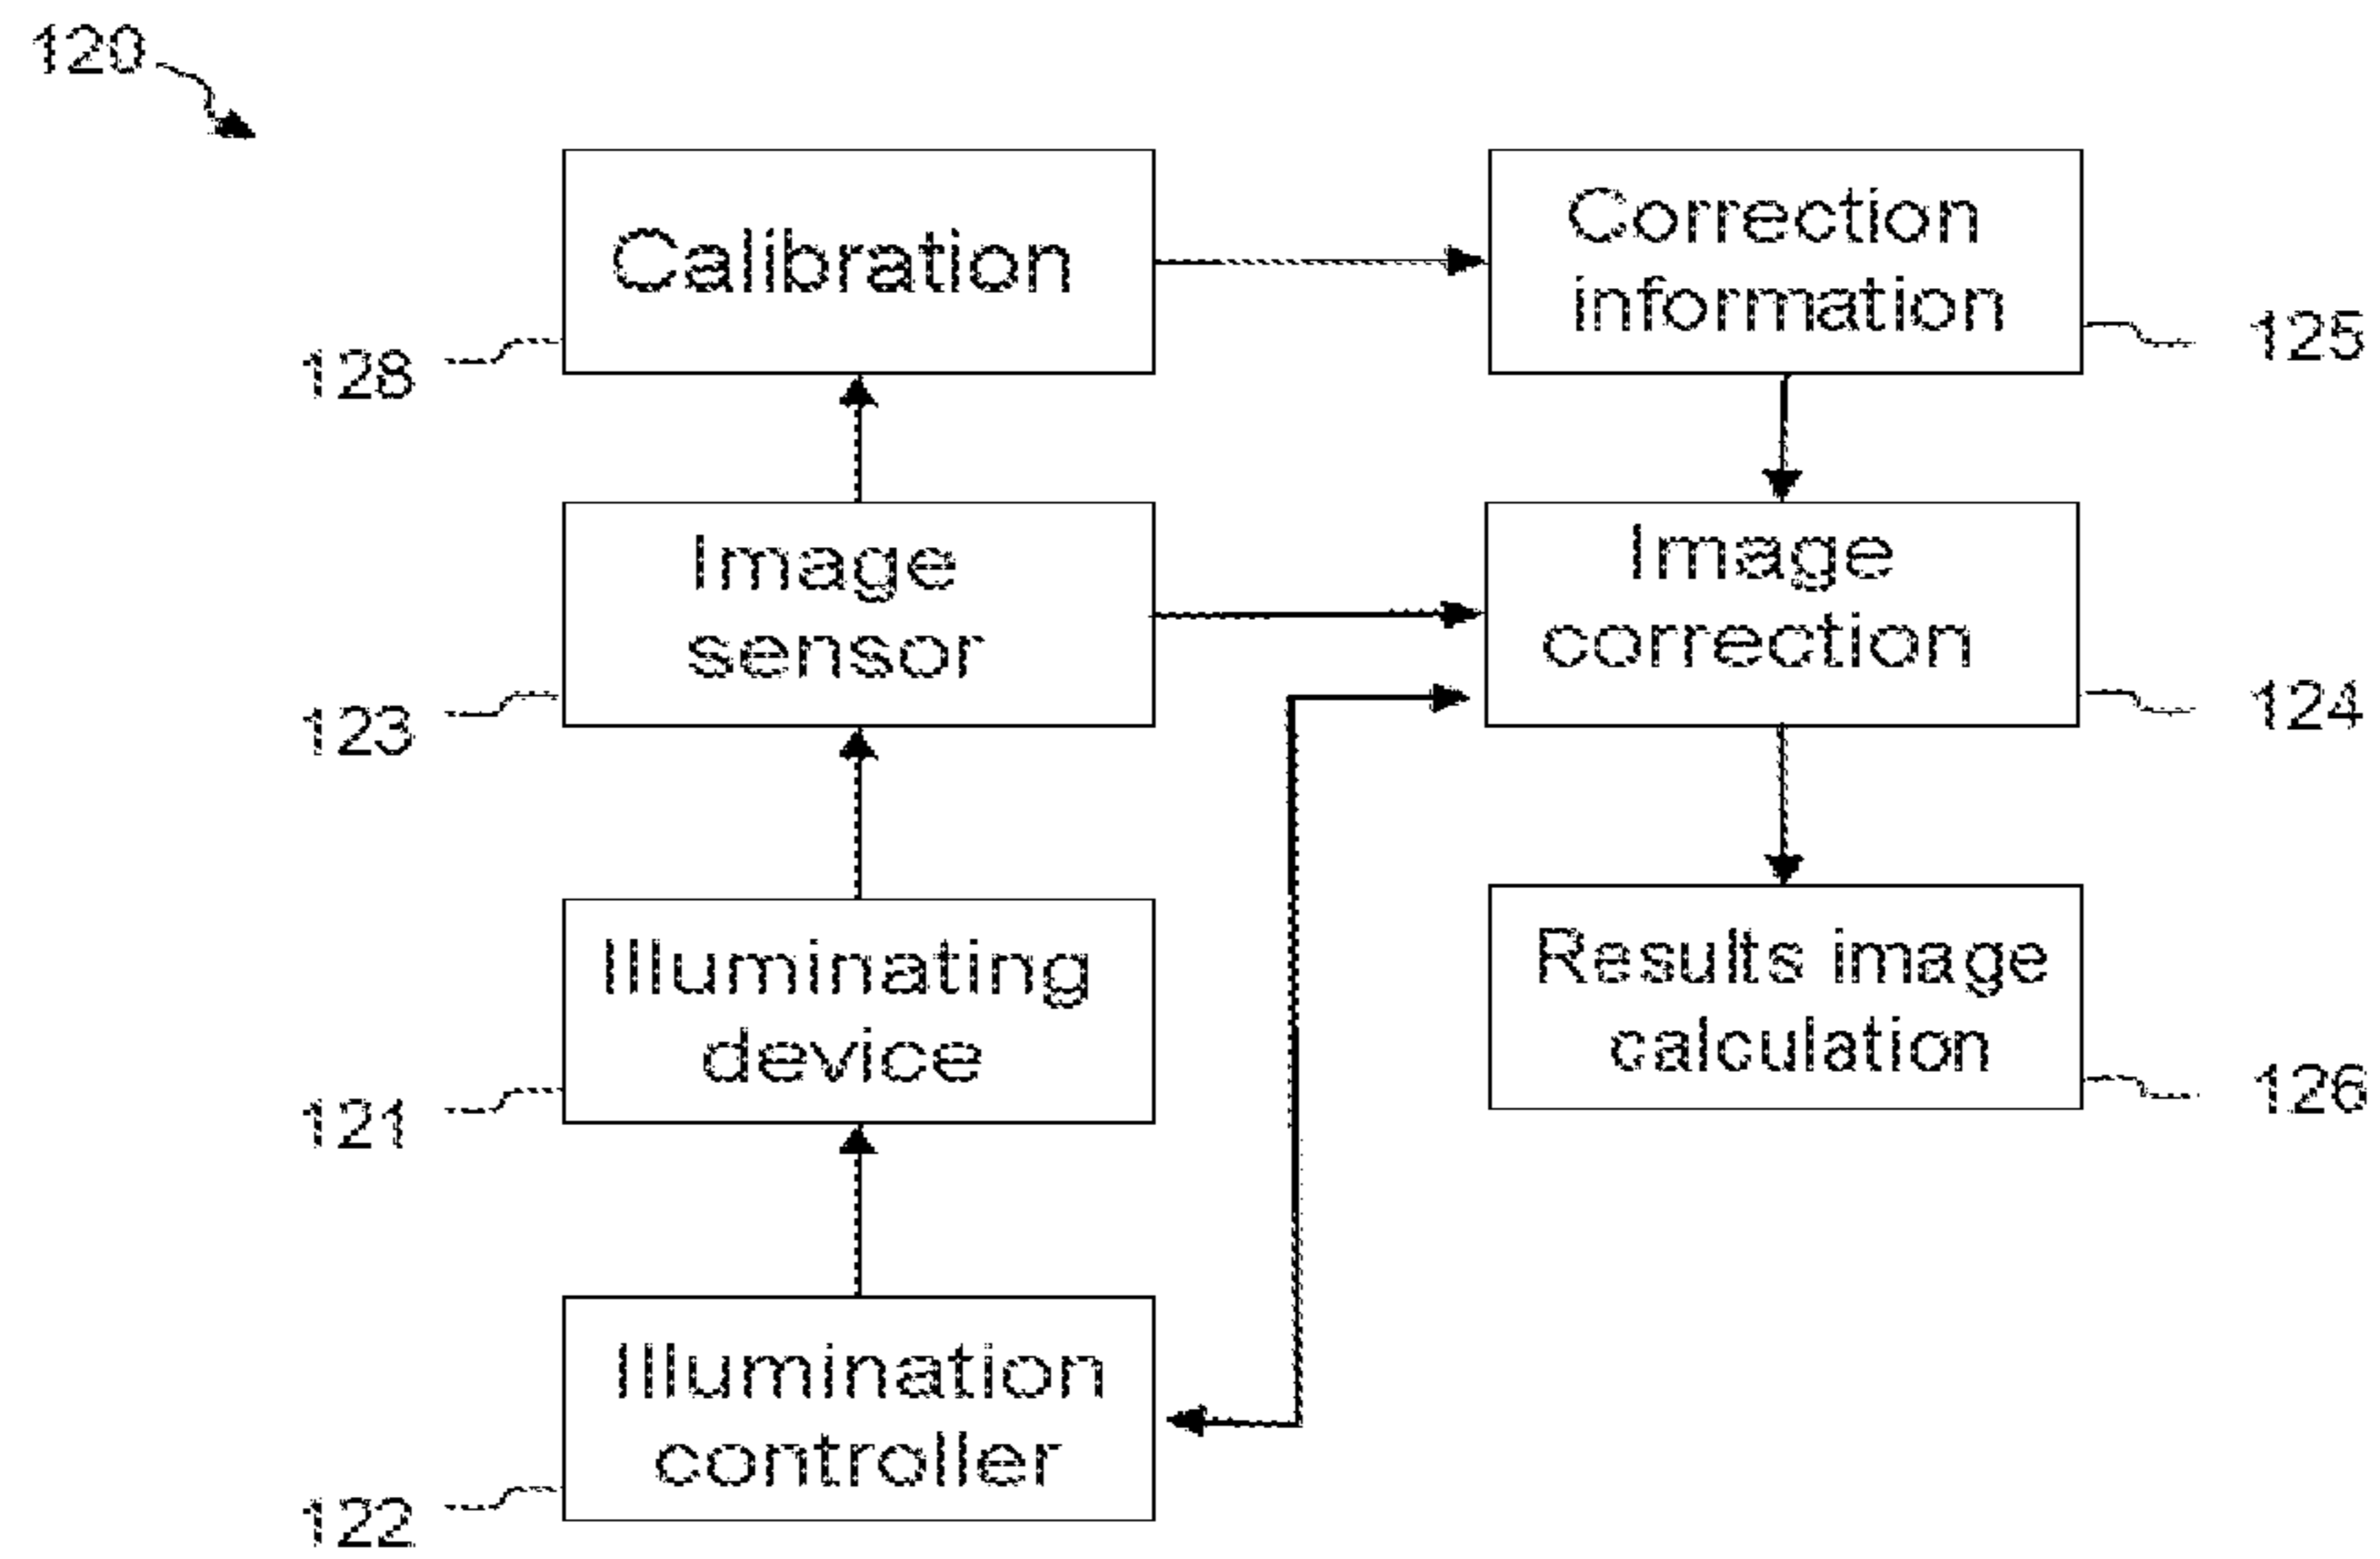 120
Calibration
128
Correction
information
125
Image
sensor
123
Image
correction
124
Illuminating
device
121
Results image
calculation
126
Illumination
controller
122